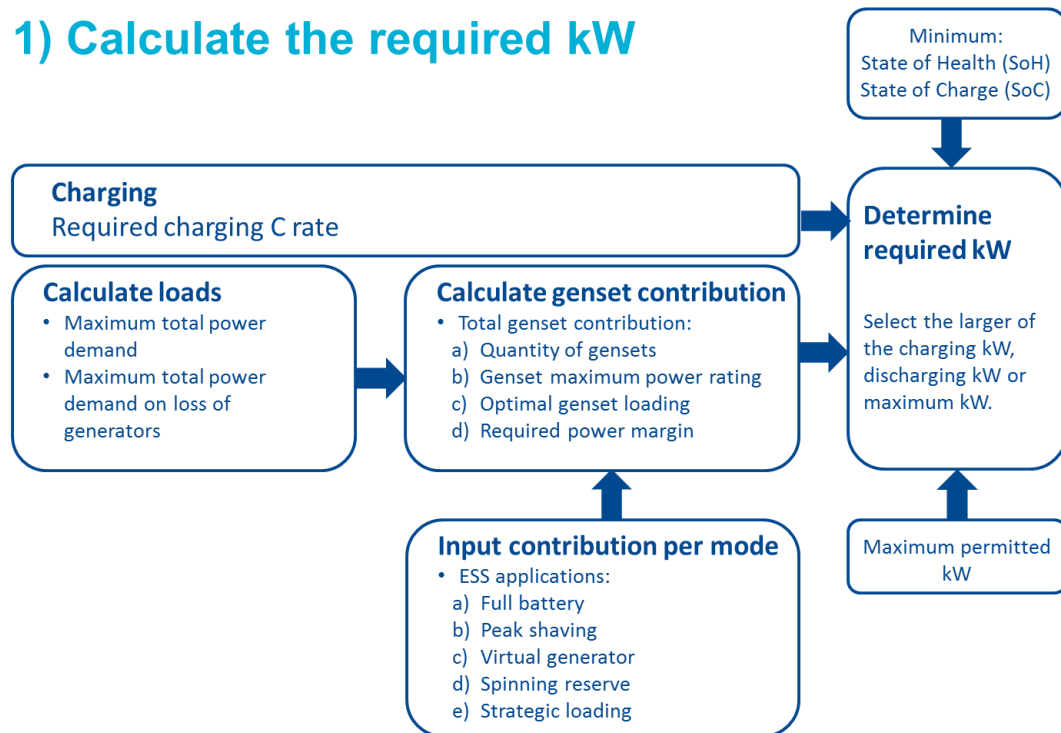 1) Calculate the required kW
Minimum:
State of Health (SoH)
State of Charge (SoC)
Charging
Required charging C rate
Calculate loads
• Maximum total power
demand
• Maximum total power
demand on loss of
generators
Calculate genset contribution
• Total genset contribution:
a) Quantity of gensets
b) Genset maximum power rating
c) Optimal genset loading
d) Required power margin
Determine
required kW
Select the larger of
the charging kW,
discharging kW or
maximum kW.
Input contribution per mode
• ESS applications:
a) Full battery
b) Peak shaving
c) Virtual generator
d) Spinning reserve
e) Strategic loading
Maximum permitted
kW